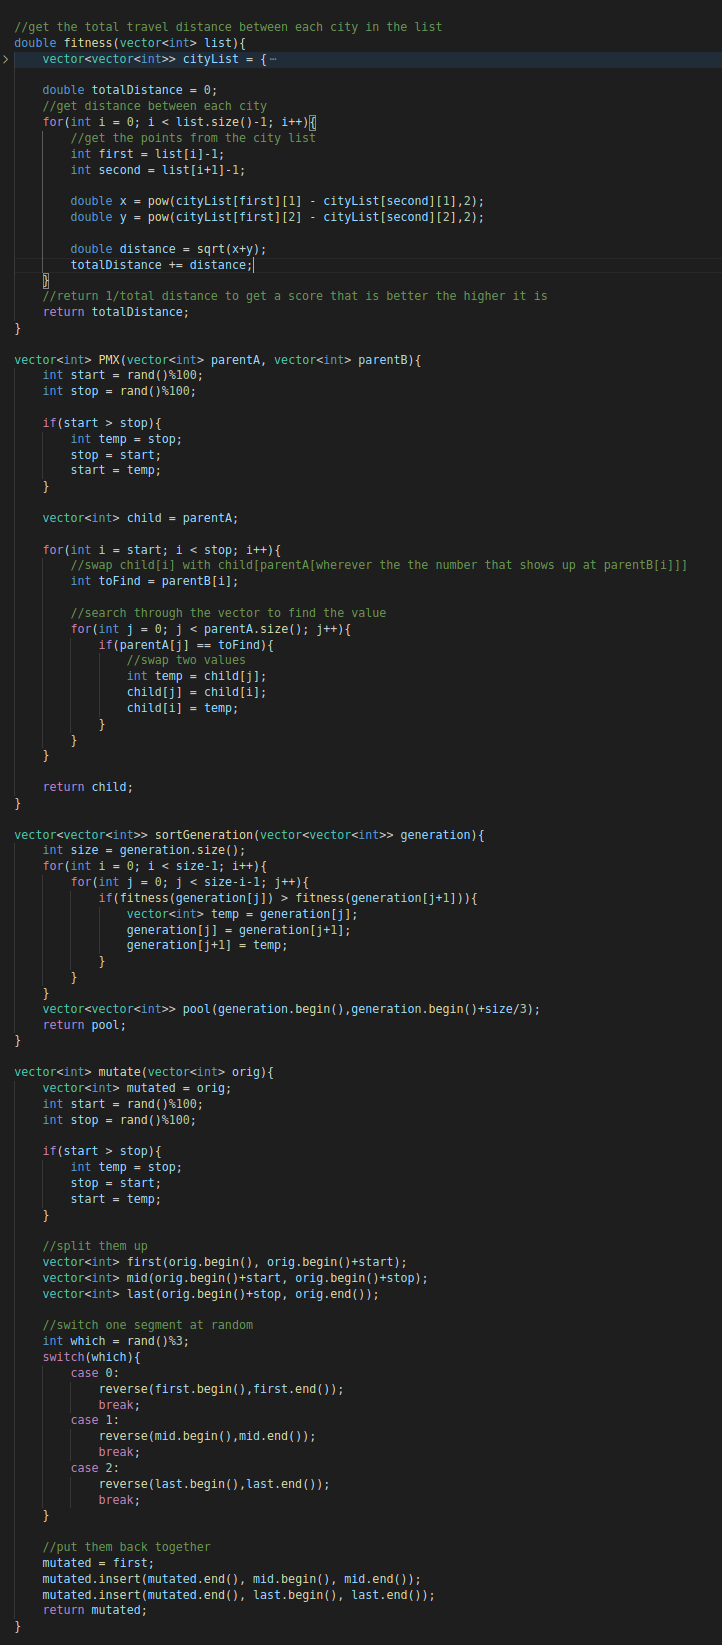 //get the total travel distance between each city in the list
double fitness(vector<int> list){
    vector<vector<int>> cityList = {⋯

    double totalDistance = 0;
    //get distance between each city
    for(int i = 0; i < list.size()-1; i++){
        //get the points from the city list
        int first = list[i]-1;
        int second = list[i+1]-1;

        double x = pow(cityList[first][1] - cityList[second][1],2);
        double y = pow(cityList[first][2] - cityList[second][2],2);

        double distance = sqrt(x+y);
        totalDistance += distance;
    }
    //return 1/total distance to get a score that is better the higher it is
    return totalDistance;
}

vector<int> PMX(vector<int> parentA, vector<int> parentB){
    int start = rand()%100;
    int stop = rand()%100;

    if(start > stop){
        int temp = stop;
        stop = start;
        start = temp;
    }

    vector<int> child = parentA;

    for(int i = start; i < stop; i++){
        //swap child[i] with child[parentA[wherever the the number that shows up at parentB[i]]]
        int toFind = parentB[i];

        //search through the vector to find the value
        for(int j = 0; j < parentA.size(); j++){
            if(parentA[j] == toFind){
                //swap two values
                int temp = child[j];
                child[j] = child[i];
                child[i] = temp;
            }
        }
    }

    return child;
}

vector<vector<int>> sortGeneration(vector<vector<int>> generation){
    int size = generation.size();
    for(int i = 0; i < size-1; i++){
        for(int j = 0; j < size-i-1; j++){
            if(fitness(generation[j]) > fitness(generation[j+1])){
                vector<int> temp = generation[j];
                generation[j] = generation[j+1];
                generation[j+1] = temp;
            }
        }
    }
    vector<vector<int>> pool(generation.begin(),generation.begin()+size/3);
    return pool;
}

vector<int> mutate(vector<int> orig){
    vector<int> mutated = orig;
    int start = rand()%100;
    int stop = rand()%100;

    if(start > stop){
        int temp = stop;
        stop = start;
        start = temp;
    }

    //split them up
    vector<int> first(orig.begin(), orig.begin()+start);
    vector<int> mid(orig.begin()+start, orig.begin()+stop);
    vector<int> last(orig.begin()+stop, orig.end());

    //switch one segment at random
    int which = rand()%3;
    switch(which){
        case 0:
            reverse(first.begin(),first.end());
            break;
        case 1:
            reverse(mid.begin(),mid.end());
            break;
        case 2:
            reverse(last.begin(),last.end());
            break;
    }

    //put them back together
    mutated = first;
    mutated.insert(mutated.end(), mid.begin(), mid.end());
    mutated.insert(mutated.end(), last.begin(), last.end());
    return mutated;
}